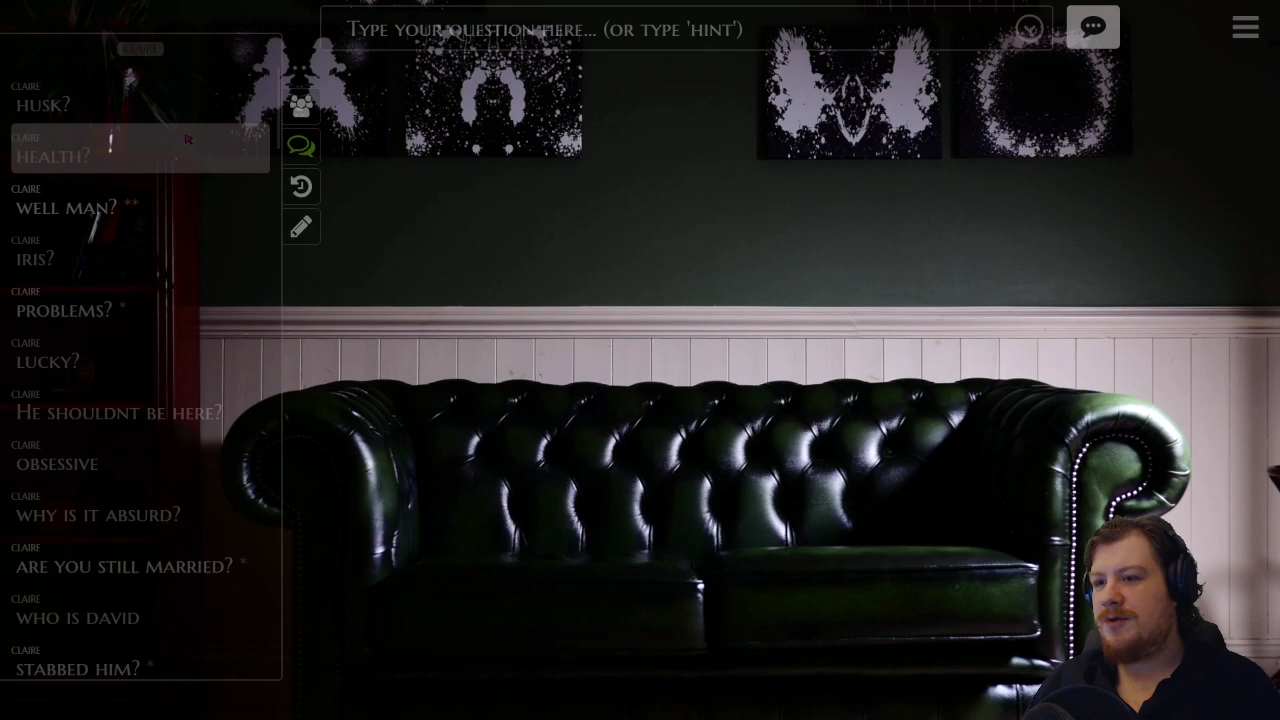 Type your question here... (or type 'hint')
CLAIRE
CLAIRE
HUSK?
CLAIRE
HEALTH?
CLAIRE
WELL MAN? **
CLAIRE
IRIS?
CLAIRE
PROBLEMS? *
CLAIRE
LUCKY?
CLAIRE
HE SHOULDNT BE HERE?
CLAIRE
OBSESSIVE
CLAIRE
WHY IS IT ABSURD?
CLAIRE
ARE YOU STILL MARRIED? *
CLAIRE
WHO IS DAVID
CLAIRE
STABBED HIM? *